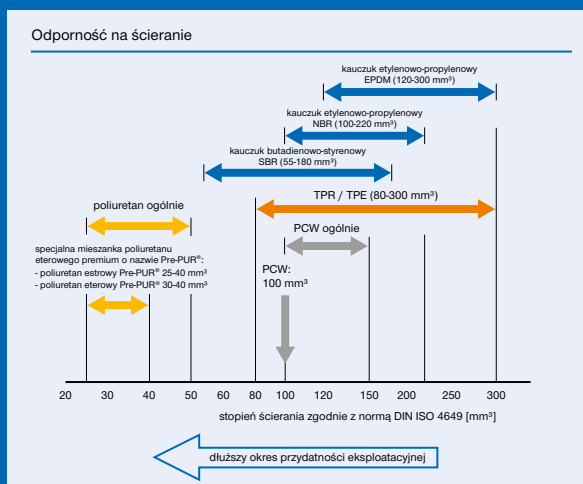 Odporność na ścieranie
kauczuk etylenowo-propylenowy
EPDM (120-300 mm³)
kauczuk etylenowo-propylenowy
NBR (100-220 mm³)
kauczuk butadienowo-styrenowy
SBR (55-180 mm³)
TPR / TPE (80-300 mm³)
poliuretan ogólnie
PCW ogólnie
specjalna mieszanka poliuretanu
eterowego premium o nazwie Pre-PUR®:
- poliuretan estrowy Pre-PUR® 25-40 mm³
- poliuretan eterowy Pre-PUR® 30-40 mm³
PCW:
100 mm³
20 30 40 50 60 80 100 120 150 200 250 300
stopień ścierania zgodnie z normą DIN ISO 4649 [mm³]
dłuższy okres przydatności eksploatacyjnej